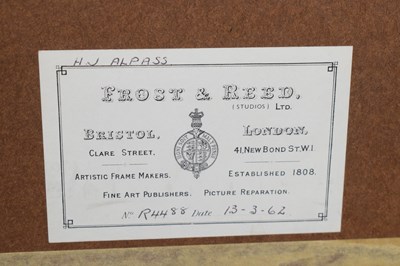 H J ALPASS
FROST & REED,
(STUDIOS) LTD.
BRISTOL, LONDON,
CLARE STREET, 41, NEW BOND ST. W.1
ARTISTIC FRAME MAKERS. ESTABLISHED 1808.
FINE ART PUBLISHERS. PICTURE REPARATION.
No R4488 Date 13-3-62